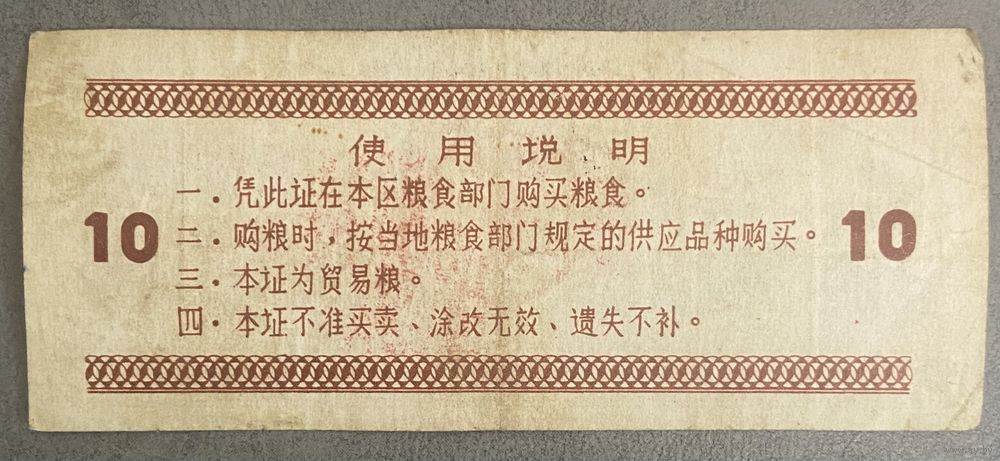 使用说明
一．凭此证在本区粮食部门购买粮食。
10 二．购粮时，按当地粮食部门规定的供应品种购买。 10
三．本证为贸易粮。
四．本证不准买卖、涂改无效、遗失不补。